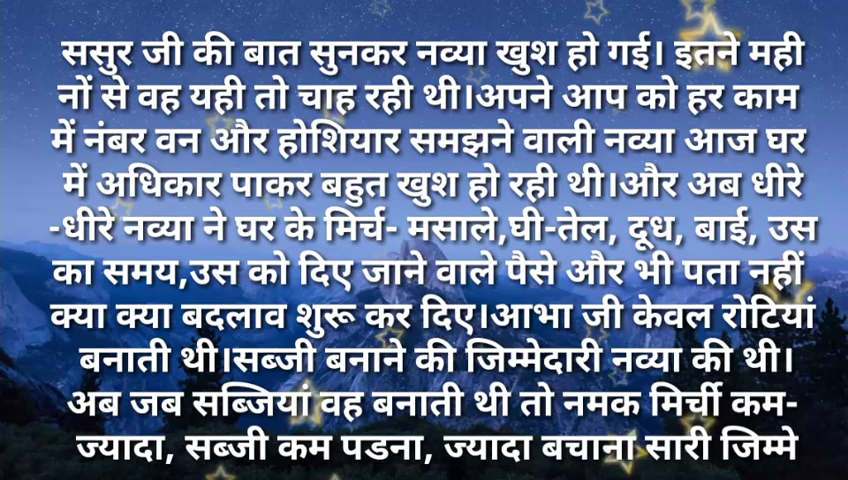 ससुर जी की बात सुनकर नव्या खुश हो गई। इतने मही
नों से वह यही तो चाह रही थी।अपने आप को हर काम
में नंबर वन और होशियार समझने वाली नव्या आज घर
में अधिकार पाकर बहुत खुश हो रही थी।और अब धीरे
-धीरे नव्या ने घर के मिर्च- मसाले,घी-तेल, दूध, बाई, उस
का समय,उस को दिए जाने वाले पैसे और भी पता नहीं
क्या क्या बदलाव शुरू कर दिए।आभा जी केवल रोटियां
बनाती थी।सब्जी बनाने की जिम्मेदारी नव्या की थी।
अब जब सब्जियां वह बनाती थी तो नमक मिर्ची कम-
ज्यादा, सब्जी कम पडना, ज्यादा बचाना सारी जिम्मे